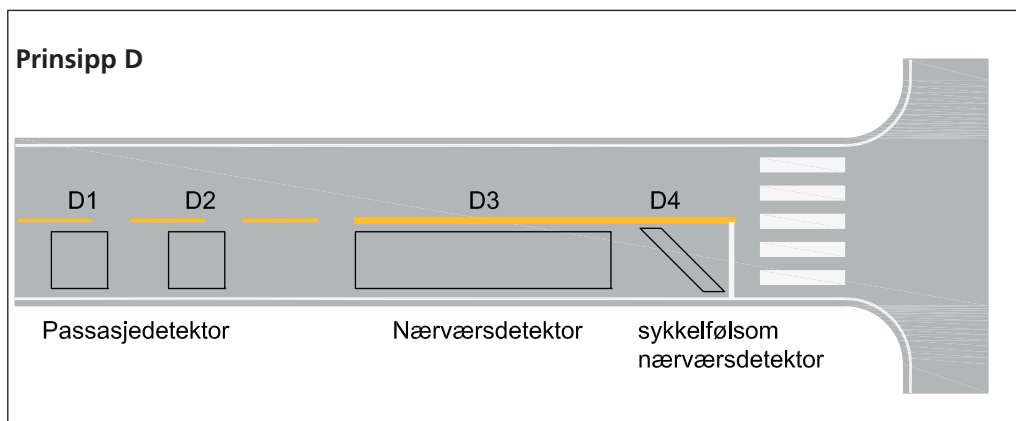 Prinsipp D
D1 D2 D3 D4
Passasjedetektor Nærværsdetektor sykkelfølsom
nærværsdetektor